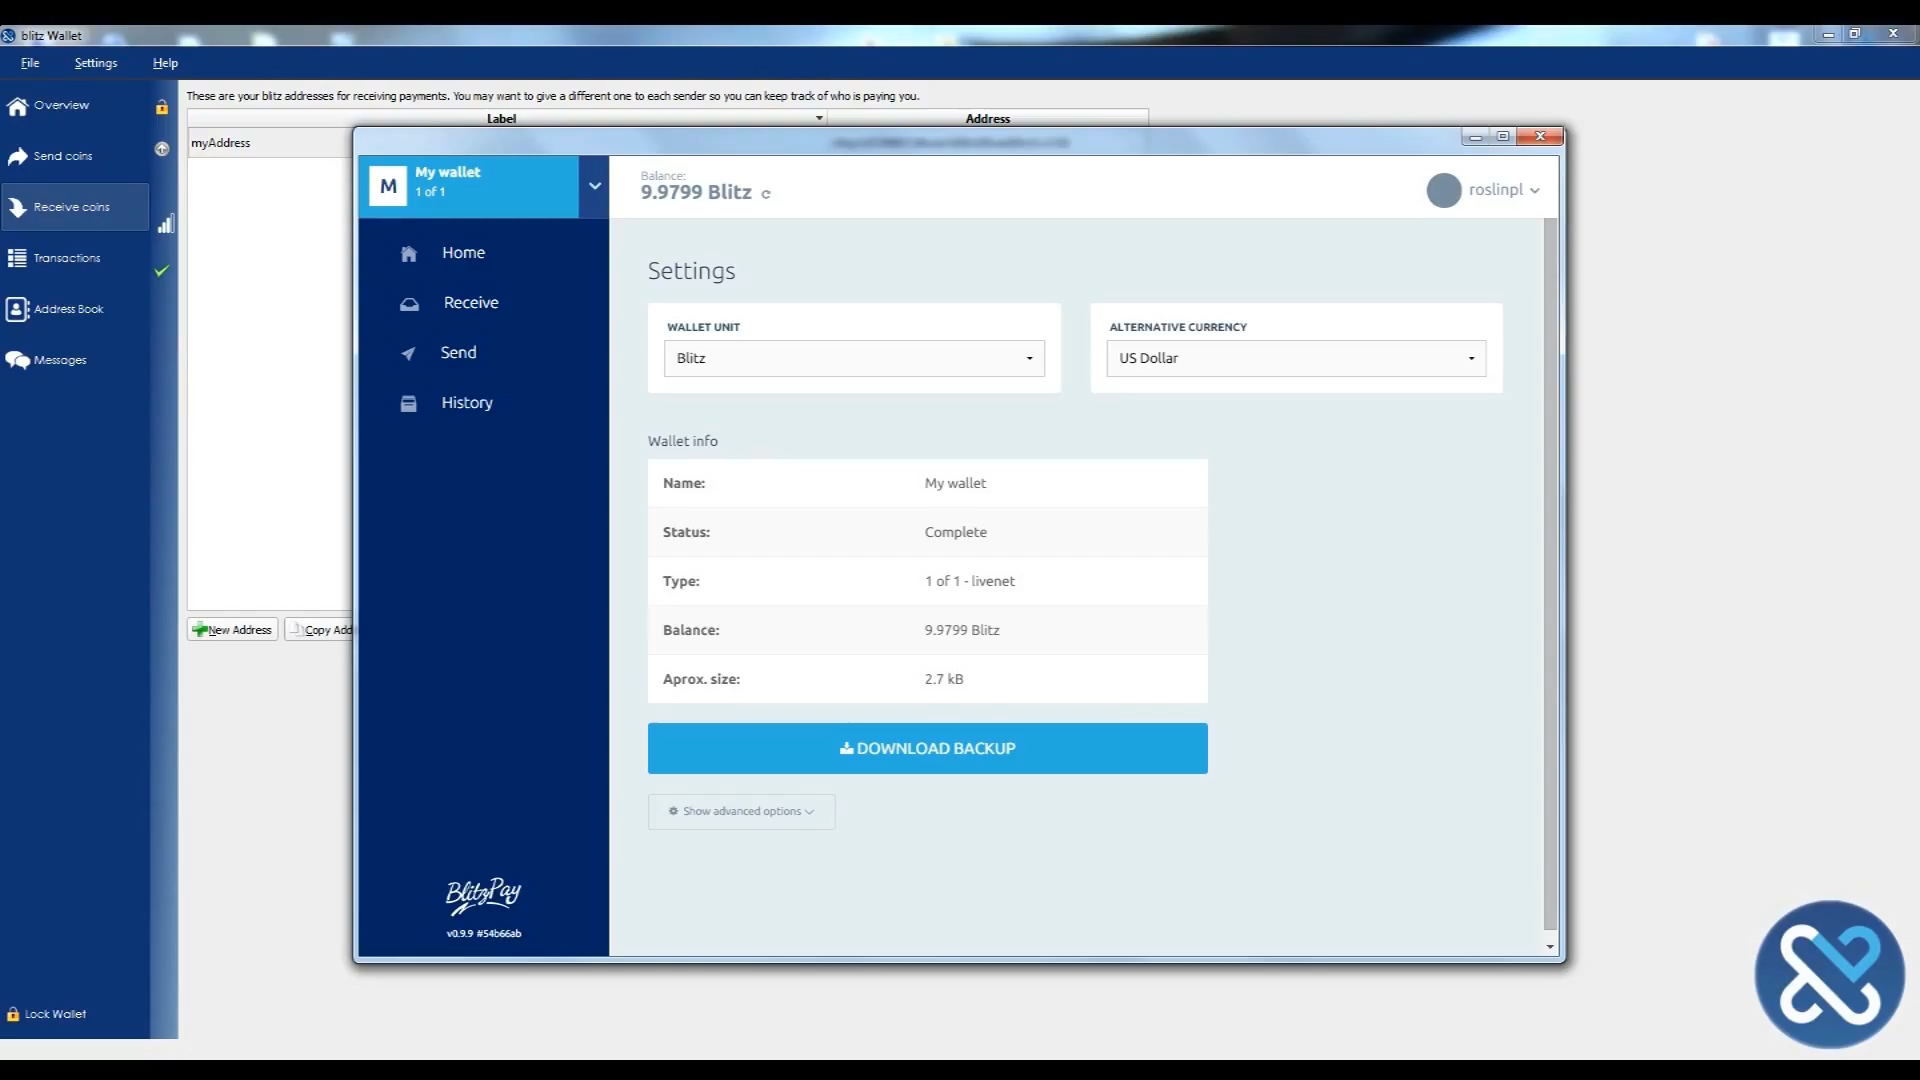 blitz Wallet
File Settings Help
Overview
Send coins
Receive coins
Transactions
Address Book
Messages
Lock Wallet
These are your blitz addresses for receiving payments. You may want to give a different one to each sender so you can keep track of who is paying you.
Label Address
myAddress
New Address Copy Add
M My wallet
1 of 1
Balance:
9.9799 Blitz
roslinpl
Home
Receive
Send
History
BlitzPay
v0.9.9 #54b66ab
Settings
WALLET UNIT
Blitz
ALTERNATIVE CURRENCY
US Dollar
Wallet info
Name: My wallet
Status: Complete
Type: 1 of 1 - livenet
Balance: 9.9799 Blitz
Aprox. size: 2.7 kB
DOWNLOAD BACKUP
Show advanced options